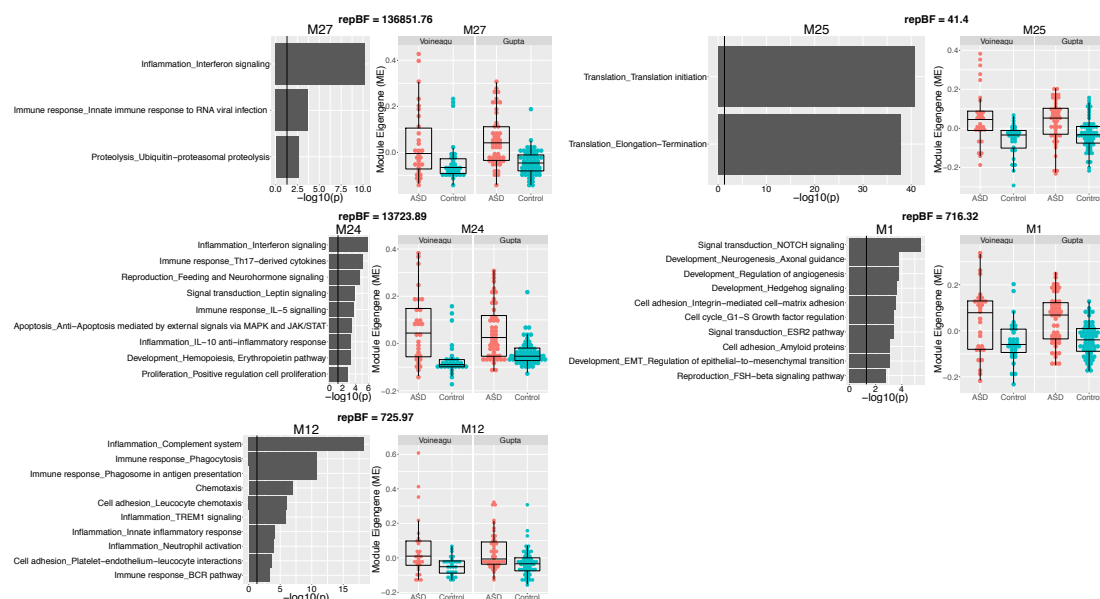 repBF = 136851.76
M27
M27
Inflammation_Interferon signaling
Immune response_Innate immune response to RNA viral infection
Proteolysis_Ubiquitin−proteasomal proteolysis
0.0 2.5 5.0 7.5 10.0
−log10(p)
Module Eigengene (ME)
Voineagu Gupta
0.4
0.2
0.0
ASD Control ASD Control
repBF = 41.4
M25
M25
Translation_Translation initiation
Translation_Elongation−Termination
0 10 20 30 40
−log10(p)
Module Eigengene (ME)
Voineagu Gupta
0.4
0.2
0.0
−0.2
ASD Control ASD Control
repBF = 13723.89
M24
M24
Inflammation_Interferon signaling
Immune response_Th17−derived cytokines
Reproduction_Feeding and Neurohormone signaling
Signal transduction_Leptin signaling
Immune response_IL−5 signalling
Apoptosis_Anti−Apoptosis mediated by external signals via MAPK and JAK/STAT
Inflammation_IL−10 anti−inflammatory response
Development_Hemopoiesis, Erythropoietin pathway
Proliferation_Positive regulation cell proliferation
0 2 4 6
−log10(p)
Module Eigengene (ME)
Voineagu Gupta
0.4
0.2
0.0
−0.2
ASD Control ASD Control
repBF = 716.32
M1
M1
Signal transduction_NOTCH signaling
Development_Neurogenesis_Axonal guidance
Development_Regulation of angiogenesis
Development_Hedgehog signaling
Cell adhesion_Integrin−mediated cell−matrix adhesion
Cell cycle_G1−S Growth factor regulation
Signal transduction_ESR2 pathway
Cell adhesion_Amyloid proteins
Development_EMT_Regulation of epithelial−to−mesenchymal transition
Reproduction_FSH−beta signaling pathway
0 2 4
−log10(p)
Module Eigengene (ME)
Voineagu Gupta
0.2
0.0
−0.2
ASD Control ASD Control
repBF = 725.97
M12
M12
Inflammation_Complement system
Immune response_Phagocytosis
Immune response_Phagosome in antigen presentation
Chemotaxis
Cell adhesion_Leucocyte chemotaxis
Inflammation_TREM1 signaling
Inflammation_Innate inflammatory response
Inflammation_Neutrophil activation
Cell adhesion_Platelet−endothelium−leucocyte interactions
Immune response_BCR pathway
0 5 10 15
−log10(p)
Module Eigengene (ME)
Voineagu Gupta
0.6
0.4
0.2
0.0
−0.2
ASD Control ASD Control